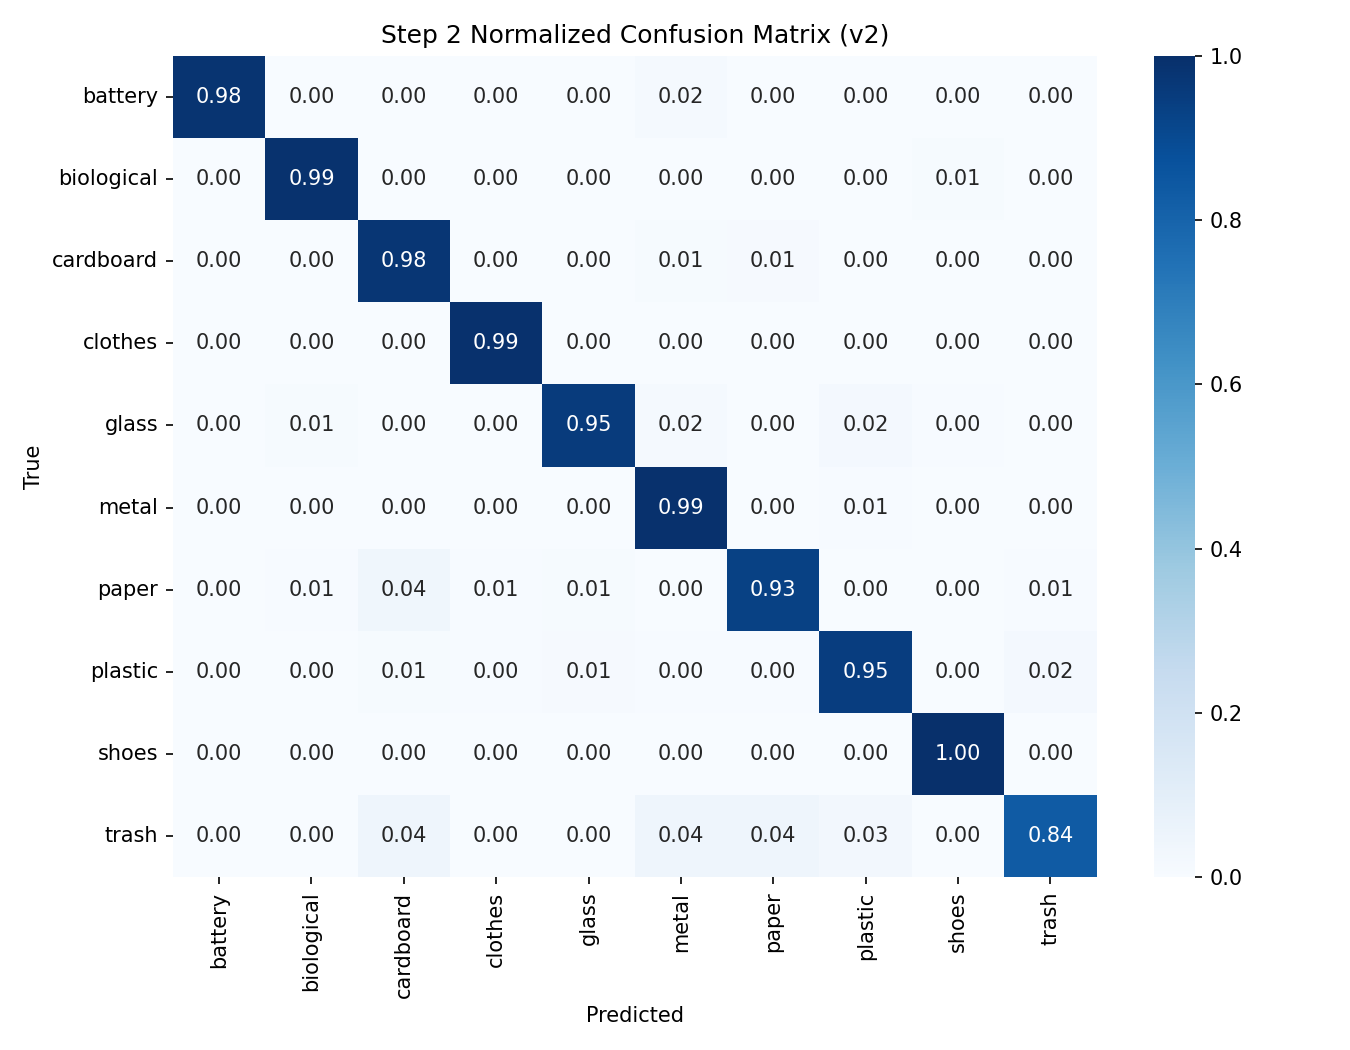 Step 2 Normalized Confusion Matrix (v2)
battery 0.98 0.00 0.00 0.00 0.00 0.02 0.00 0.00 0.00 0.00
biological 0.00 0.99 0.00 0.00 0.00 0.00 0.00 0.00 0.01 0.00
cardboard 0.00 0.00 0.98 0.00 0.00 0.01 0.01 0.00 0.00 0.00
clothes 0.00 0.00 0.00 0.99 0.00 0.00 0.00 0.00 0.00 0.00
glass 0.00 0.01 0.00 0.00 0.95 0.02 0.00 0.02 0.00 0.00
metal 0.00 0.00 0.00 0.00 0.00 0.99 0.00 0.01 0.00 0.00
paper 0.00 0.01 0.04 0.01 0.01 0.00 0.93 0.00 0.00 0.01
plastic 0.00 0.00 0.01 0.00 0.01 0.00 0.00 0.95 0.00 0.02
shoes 0.00 0.00 0.00 0.00 0.00 0.00 0.00 0.00 1.00 0.00
trash 0.00 0.00 0.04 0.00 0.00 0.04 0.04 0.03 0.00 0.84
True
battery biological cardboard clothes glass metal paper plastic shoes trash
Predicted
1.0
0.8
0.6
0.4
0.2
0.0